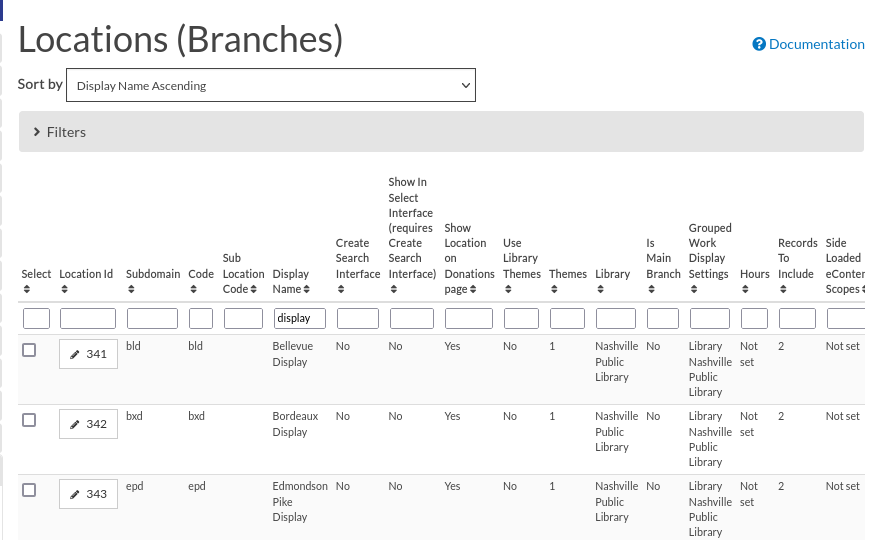 Locations (Branches)
Documentation
Sort by Display Name Ascending
Filters
Select
Location Id
Subdomain
Code
Sub
Location
Code
Display
Name
Create
Search
Interface
Show In
Select
Interface
(requires
Create
Search
Interface)
Show
Location
on
Donations
page
Use
Library
Themes
Themes
Library
Is
Main
Branch
Grouped
Work
Display
Settings
Hours
Records
To
Include
Side
Loaded
eConten
Scopes
display
341
bld
bld
Bellevue
Display
No
No
Yes
No
1
Nashville
Public
Library
No
Library
Nashville
Public
Library
Not
set
2
Not set
342
bxd
bxd
Bordeaux
Display
No
No
Yes
No
1
Nashville
Public
Library
No
Library
Nashville
Public
Library
Not
set
2
Not set
343
epd
epd
Edmondson
Pike
Display
No
No
Yes
No
1
Nashville
Public
Library
No
Library
Nashville
Public
Library
Not
set
2
Not set